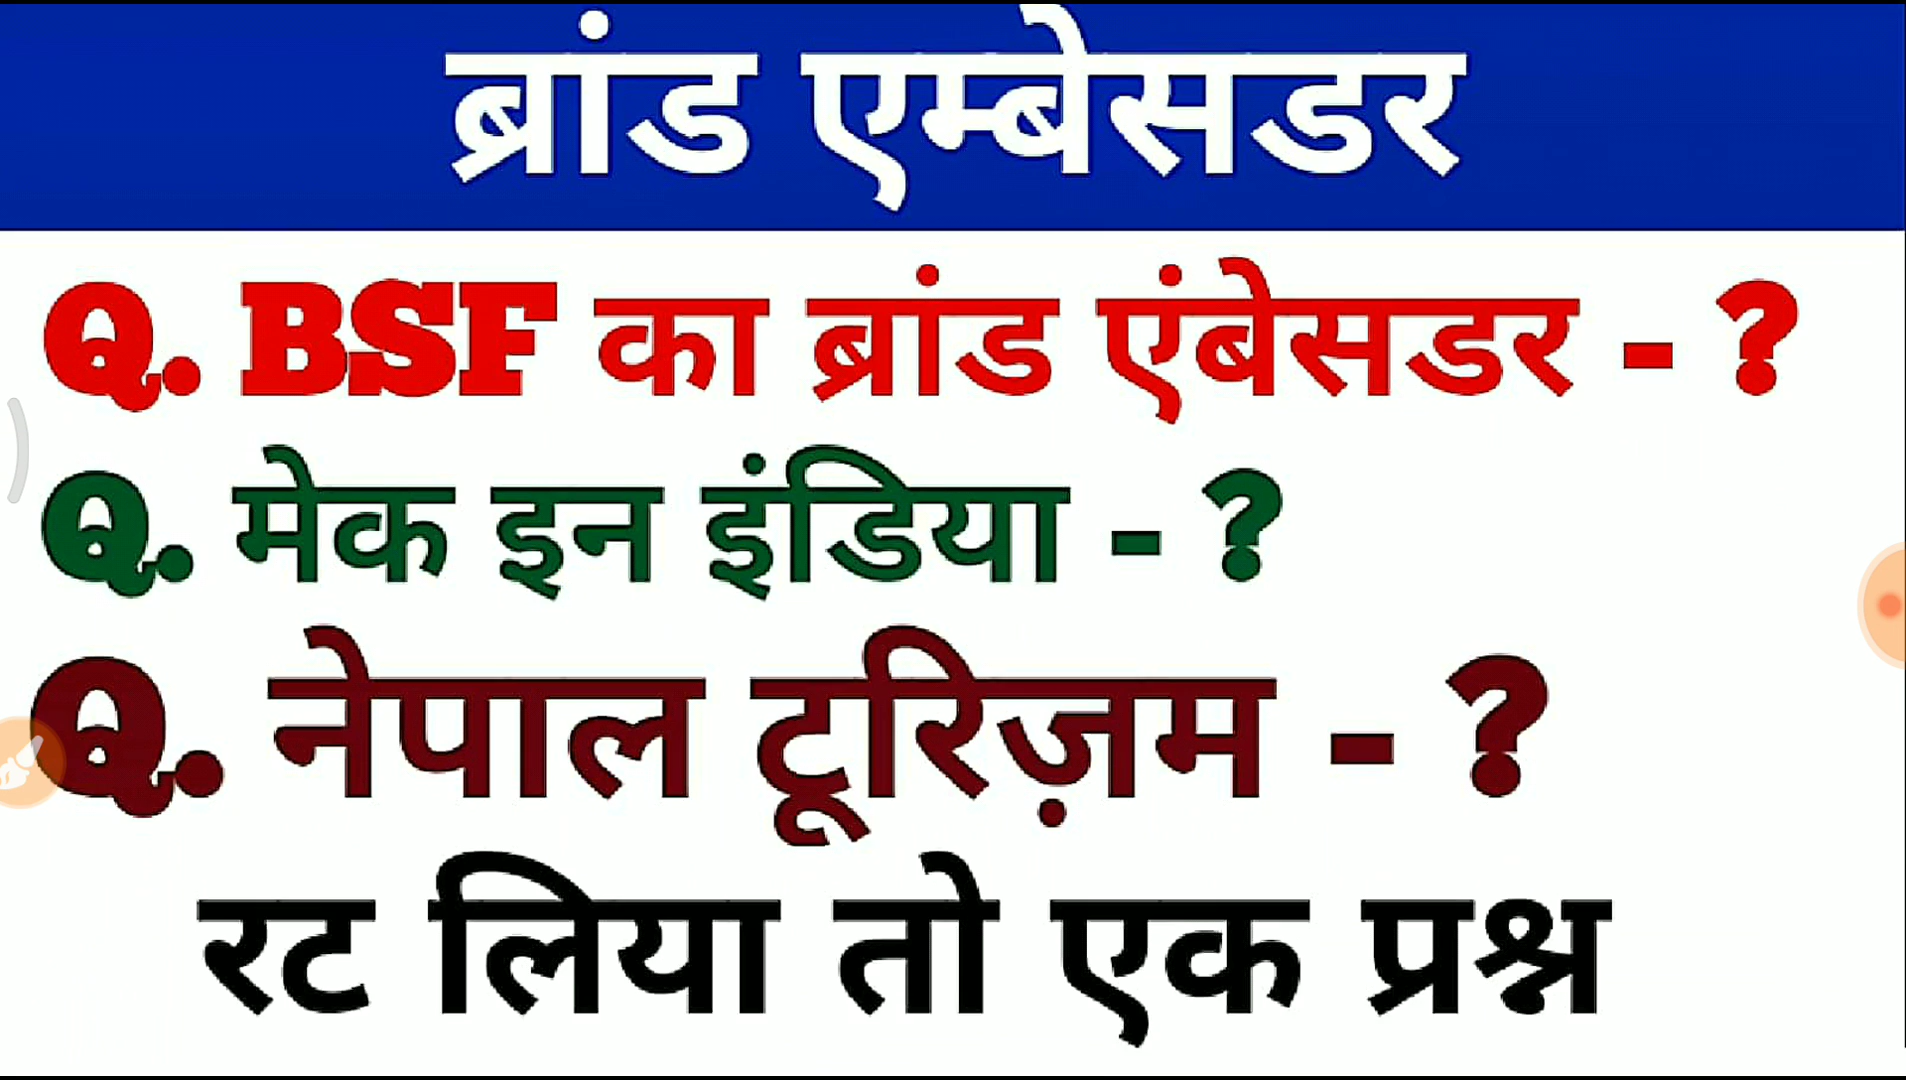 ब्रांड एम्बेसडर
Q. BSF का ब्रांड एंबेसडर - ?
Q. मेक इन इंडिया - ?
Q. नेपाल टूरिज़म - ?
रट लिया तो एक प्रश्न